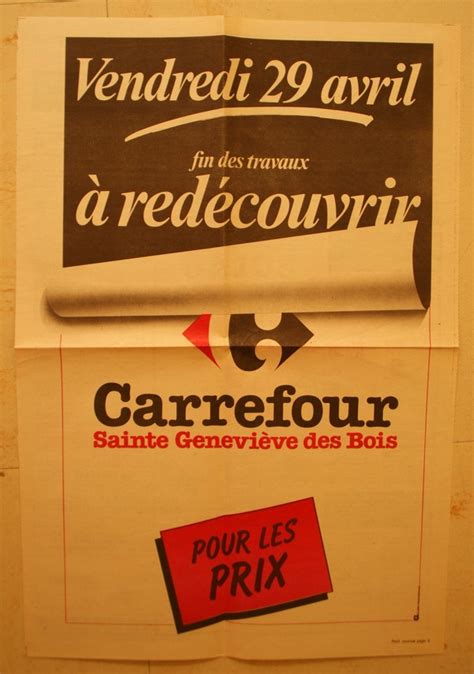 Vendredi 29 avril
fin des travaux
à redécouvrir
Carrefour
Sainte Geneviève des Bois
POUR LES
PRIX